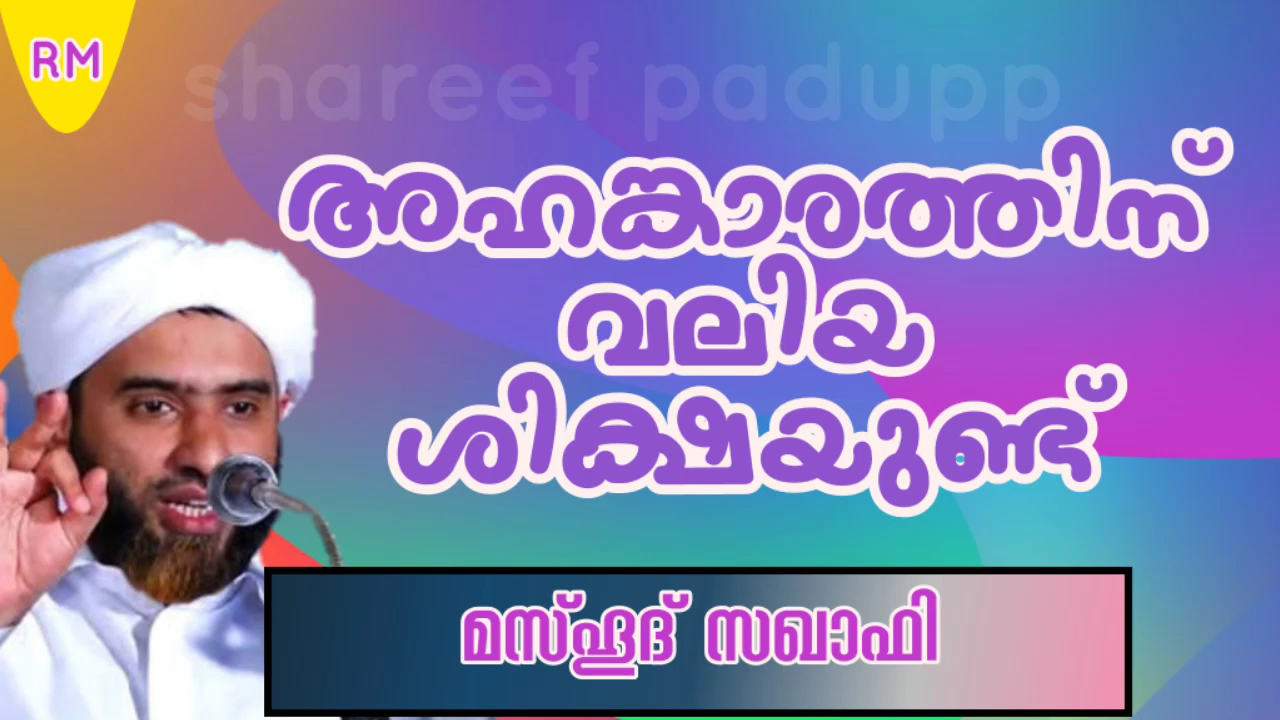 RM
shareef padupp
അഹങ്കാരത്തിന്
വലിയ
ശിക്ഷയുണ്ട്
മസ്ഹൂദ് സഖാഫി